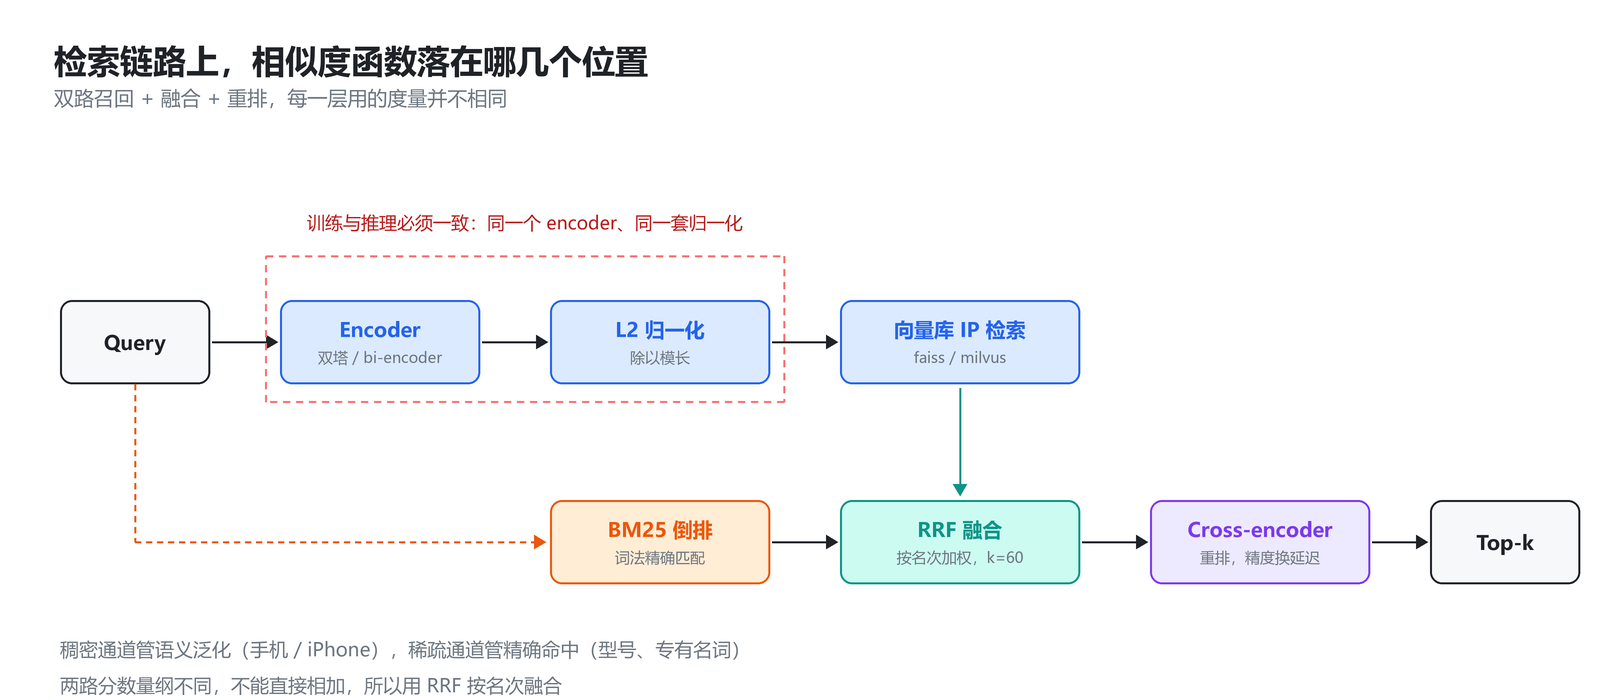 检索链路上，相似度函数落在哪几个位置
双路召回 + 融合 + 重排，每一层用的度量并不相同
训练与推理必须一致：同一个 encoder、同一套归一化
Query
Encoder
双塔 / bi-encoder
L2 归一化
除以模长
向量库 IP 检索
faiss / milvus
BM25 倒排
词法精确匹配
RRF 融合
按名次加权，k=60
Cross-encoder
重排，精度换延迟
Top-k
稠密通道管语义泛化（手机 / iPhone），稀疏通道管精确命中（型号、专有名词）
两路分数量纲不同，不能直接相加，所以用 RRF 按名次融合